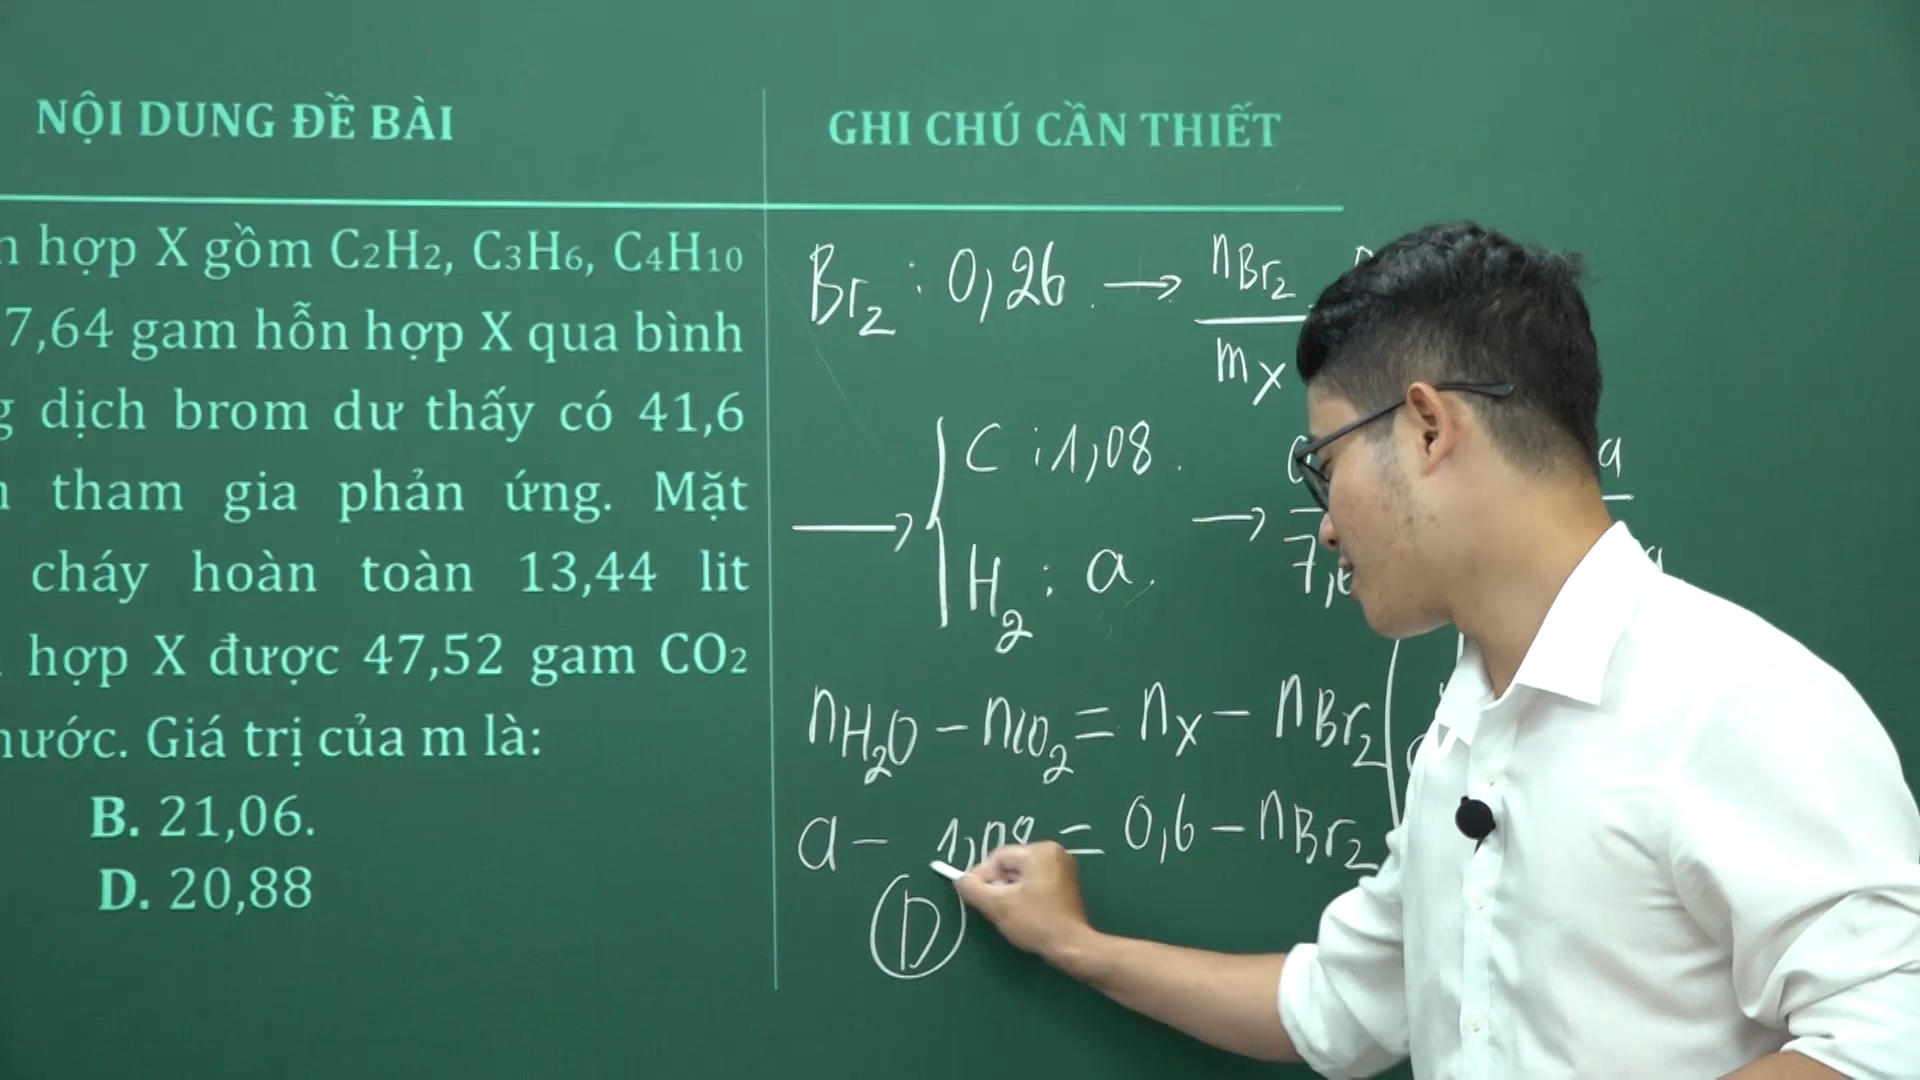 NỘI DUNG ĐỀ BÀI
hợp X gồm C2H2, C3H6, C4H10
7,64 gam hỗn hợp X qua bình
dịch brom dư thấy có 41,6
tham gia phản ứng. Mặt
cháy hoàn toàn 13,44 lit
hợp X được 47,52 gam CO2
nước. Giá trị của m là:
B. 21,06.
D. 20,88
GHI CHÚ CẦN THIẾT
Br2 : 0,26 → nBr2
mX
C : 1,08
→
H2 : a
→
a
nH2O - nCO2 = nX - nBr2
a - 1,08 = 0,6 - nBr2
D